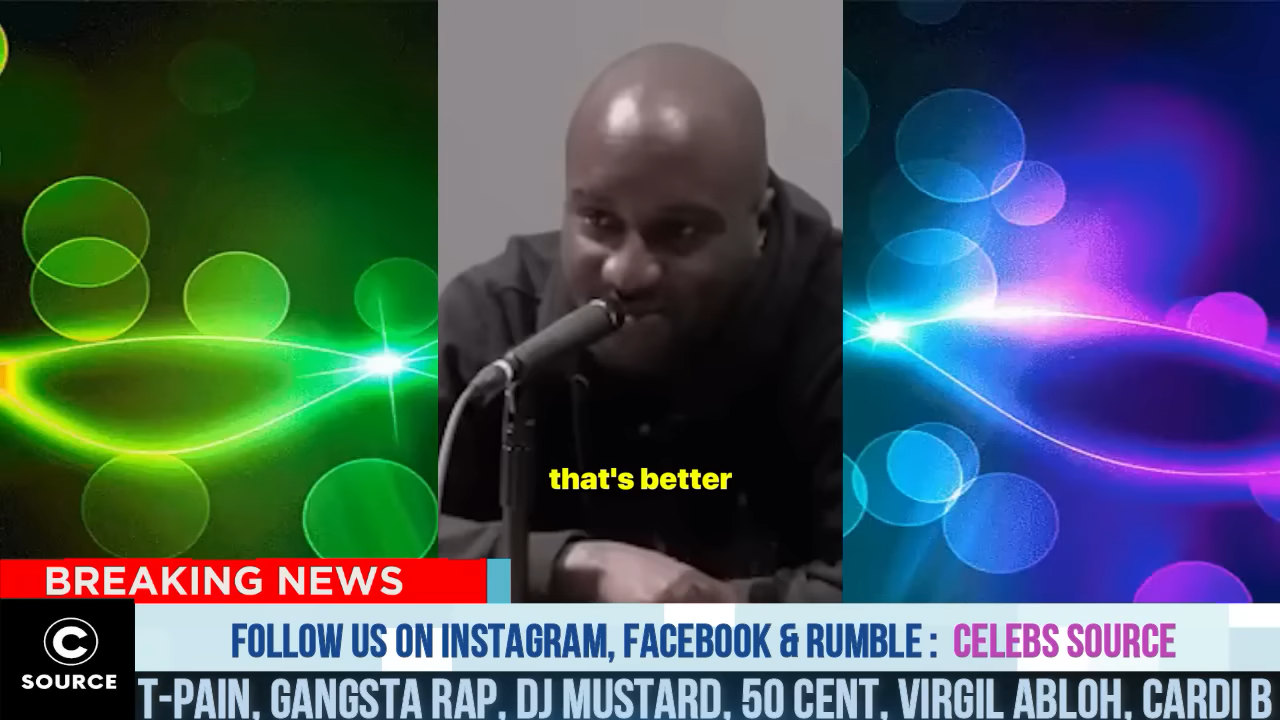 that's better
BREAKING NEWS
C
SOURCE
FOLLOW US ON INSTAGRAM, FACEBOOK & RUMBLE : CELEBS SOURCE
T-PAIN, GANGSTA RAP, DJ MUSTARD, 50 CENT, VIRGIL ABLOH, CARDI B